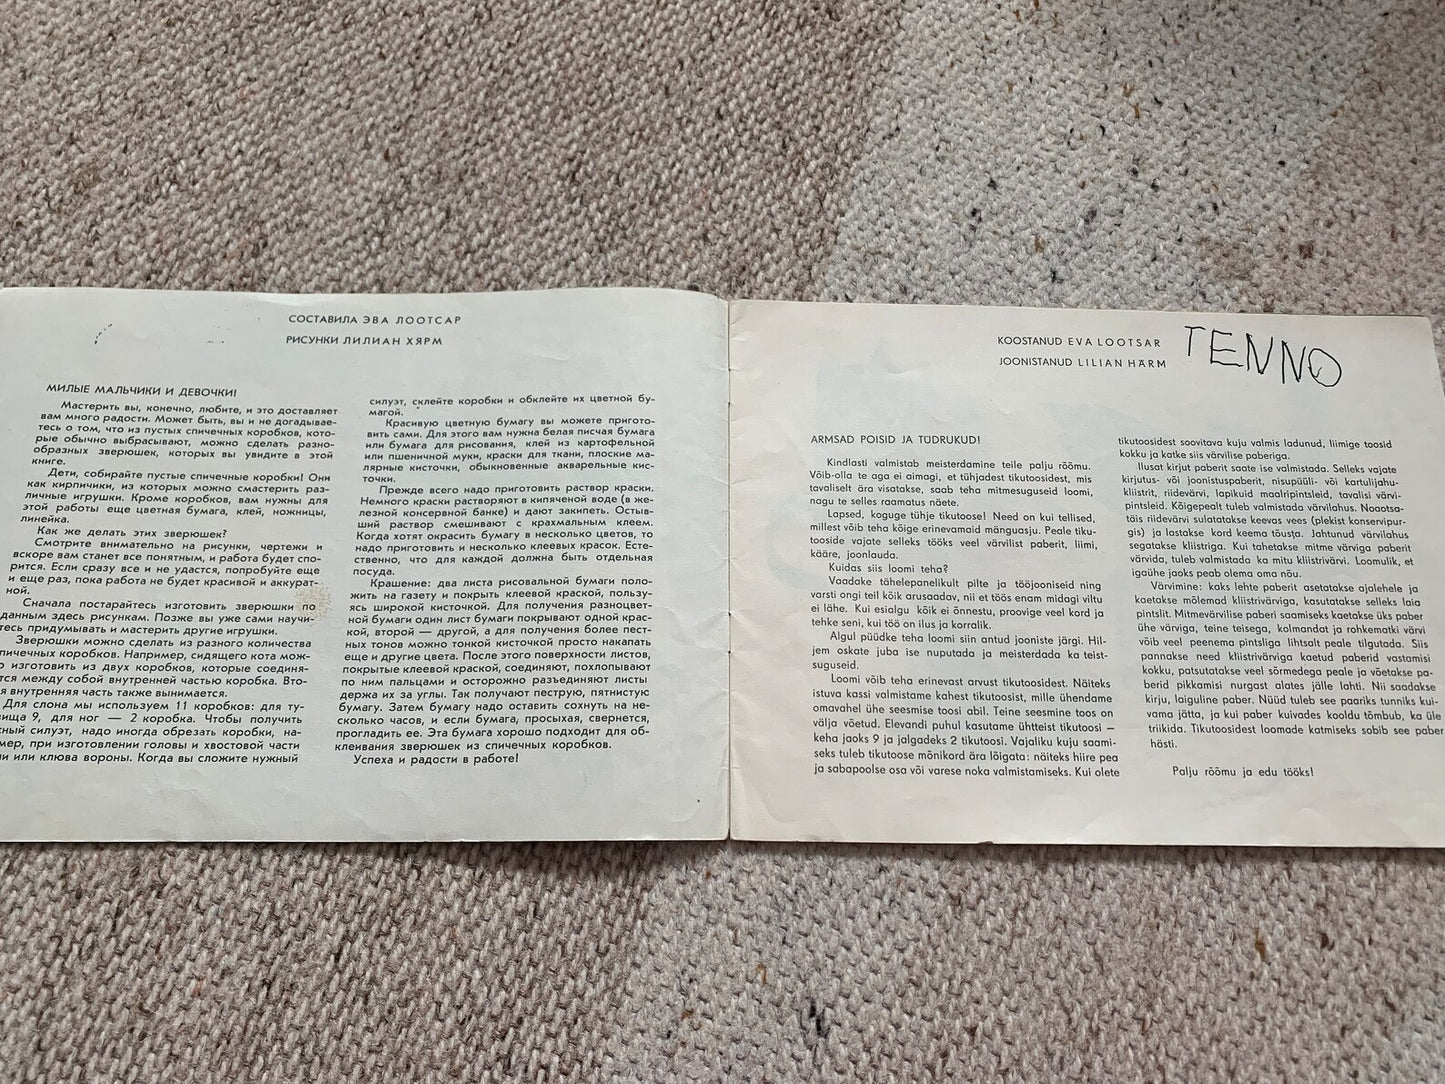 СОСТАВИЛА ЭВА ЛООТСАР
РИСУНКИ ЛИЛИАН ХЯРМ
МИЛЫЕ МАЛЬЧИКИ И ДЕВОЧКИ!
Мастерить вы, конечно, любите, и это доставляет
вам много радости. Может быть, вы и не догадывае-
тесь о том, что из пустых спичечных коробков, кото-
рые обычно выбрасывают, можно сделать разно-
образных зверюшек, которых вы увидите в этой
книге.
Дети, собирайте пустые спичечные коробки! Они
как кирпичики, из которых можно смастерить раз-
личные игрушки. Кроме коробков, вам нужны для
этой работы еще цветная бумага, клей, ножницы,
линейка.
Как же делать этих зверюшек?
Смотрите внимательно на рисунки, чертежи и
вскоре вам станет все понятным, и работа будет спо-
рится. Если сразу все и не удастся, попробуйте еще
и еще раз, пока работа не будет красивой и аккурат-
ной.
Сначала постарайтесь изготовить зверюшки по
данным здесь рисункам. Позже вы уже сами научи-
тесь придумывать и мастерить другие игрушки.
Зверюшки можно сделать из разного количества
пичечных коробков. Например, сидящего кота мож-
о изготовить из двух коробков, которые соединя-
тся между собой внутренней частью коробка. Вто-
я внутренняя часть также вынимается.
Для слона мы используем 11 коробков: для ту-
вища 9, для ног — 2 коробка. Чтобы получить
жный силуэт, надо иногда обрезать коробки, на-
мер, при изготовлении головы и хвостовой части
и или клюва вороны. Когда вы сложите нужный
силуэт, склейте коробки и обклейте их цветной бу-
магой.
Красивую цветную бумагу вы можете пригото-
вить сами. Для этого вам нужна белая писчая бумага
или бумага для рисования, клей из картофельной
или пшеничной муки, краски для ткани, плоские ма-
лярные кисточки, обыкновенные акварельные кис-
точки.
Прежде всего надо приготовить раствор краски.
Немного краски растворяют в кипяченой воде (в же-
лезной консервной банке) и дают закипеть. Остыв-
ший раствор смешивают с крахмальным клеем.
Когда хотят окрасить бумагу в несколько цветов, то
надо приготовить и несколько клеевых красок. Есте-
ственно, что для каждой должна быть отдельная
посуда.
Крашение: два листа рисовальной бумаги поло-
жить на газету и покрыть клеевой краской, пользу-
ясь широкой кисточкой. Для получения разноцвет-
ной бумаги один лист бумаги покрывают одной крас-
кой, второй — другой, а для получения более пест-
рых тонов можно тонкой кисточкой просто накапать
еще и другие цвета. После этого поверхности листов,
покрытые клеевой краской, соединяют, похлопывают
по ним пальцами и осторожно разъединяют листы
держа их за углы. Так получают пеструю, пятнистую
бумагу. Затем бумагу надо оставить сохнуть на не-
сколько часов, и если бумага, просыхая, свернется,
прогладить ее. Эта бумага хорошо подходит для об-
клеивания зверюшек из спичечных коробков.
Успеха и радости в работе!
KOOSTANUD EVA LOOTSAR
JOONISTANUD LILIAN HÄRM
TENNO
ARMSAD POISID JA TÜDRUKUD!
Kindlasti valmistab meisterdamine teile palju rõõmu.
Võib-olla te aga ei aimagi, et tühjadest tikutoosidest, mis
tavaliselt ära visatakse, saab teha mitmesuguseid loomi,
nagu te selles raamatus näete.
Lapsed, koguge tühje tikutoose! Need on kui tellised,
millest võib teha kõige erinevamaid mänguasju. Peale tiku-
tooside vajate selleks tööks veel värvilist paberit, liimi,
kääre, joonlauda.
Kuidas siis loomi teha?
Vaadake tähelepanelikult pilte ja tööjooniseid ning
varsti ongi teil kõik arusaadav, nii et töös enam midagi viltu
ei lähe. Kui esialgu kõik ei õnnestu, proovige veel kord ja
tehke seni, kui töö on ilus ja korralik.
Algul püüdke teha loomi siin antud jooniste järgi. Hil-
jem oskate juba ise nuputada ja meisterdada ka teist-
suguseid.
Loomi võib teha erinevast arvust tikutoosidest. Näiteks
istuva kassi valmistame kahest tikutoosist, mille ühendame
omavahel ühe seesmise toosi abil. Teine seesmine toos on
välja võetud. Elevandi puhul kasutame ühtteist tikutoosi —
keha jaoks 9 ja jalgadeks 2 tikutoosi. Vajaliku kuju saami-
seks tuleb tikutoose mõnikord ära lõigata: näiteks hiire pea
ja sabapoolse osa või varese noka valmistamiseks. Kui olete
tikutoosidest soovitava kuju valmis ladunud, liimige toosid
kokku ja katke siis värvilise paberiga.
Ilusat kirjut paberit saate ise valmistada. Selleks vajate
kirjutus- või joonistuspaberit, nisupüüli- või kartulijahu-
kliistrit, riidevärvi, lapikuid maalripintsleid, tavalisi värvi-
pintsleid. Kõigepealt tuleb valmistada värvilahus. Noaotsa-
täis riidevärvi sulatatakse keevas vees (plekist konservipur-
gis) ja lastakse kord keema tõusta. Jahtunud värvilahus
segatakse kliistriga. Kui tahetakse mitme värviga paberit
värvida, tuleb valmistada ka mitu kliistrivärvi. Loomulik, et
igaühe jaoks peab olema oma nõu.
Värvimine: kaks lehte paberit asetatakse ajalehele ja
kaetakse mõlemad kliistrivärviga, kasutatakse selleks laia
pintslit. Mitmevärvilise paberi saamiseks kaetakse üks paber
ühe värviga, teine teisega, kolmandat ja rohkematki värvi
võib veel peenema pintsliga lihtsalt peale tilgutada. Siis
pannakse need kliistrivärviga kaetud paberid vastamisi
kokku, patsutatakse veel sõrmedega peale ja võetakse pa-
berid pikkamisi nurgast alates jälle lahti. Nii saadakse
kirju, laiguline paber. Nüüd tuleb see paariks tunniks kui-
vama jätta, ja kui paber kuivades kooldu tõmbub, ka üle
triikida. Tikutoosidest loomade katmiseks sobib see paber
hästi.
Palju rõõmu ja edu tööks!